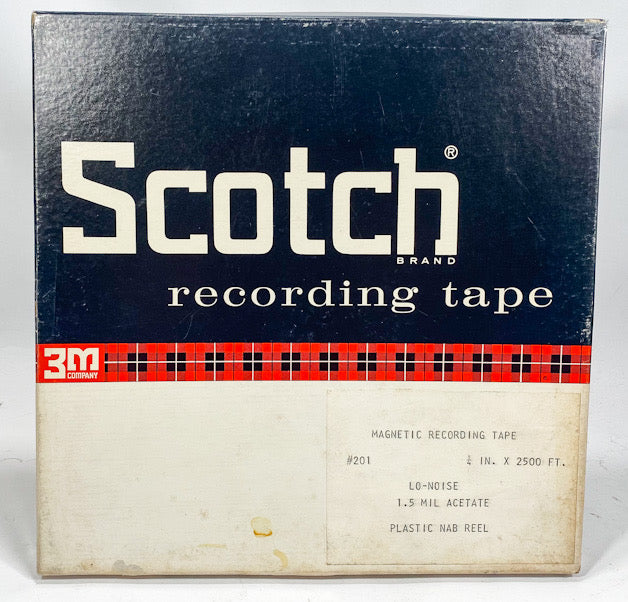 Scotch®
BRAND
recording tape
3M
COMPANY
MAGNETIC RECORDING TAPE
#201 ¼ IN. X 2500 FT.
LO-NOISE
1.5 MIL ACETATE
PLASTIC NAB REEL